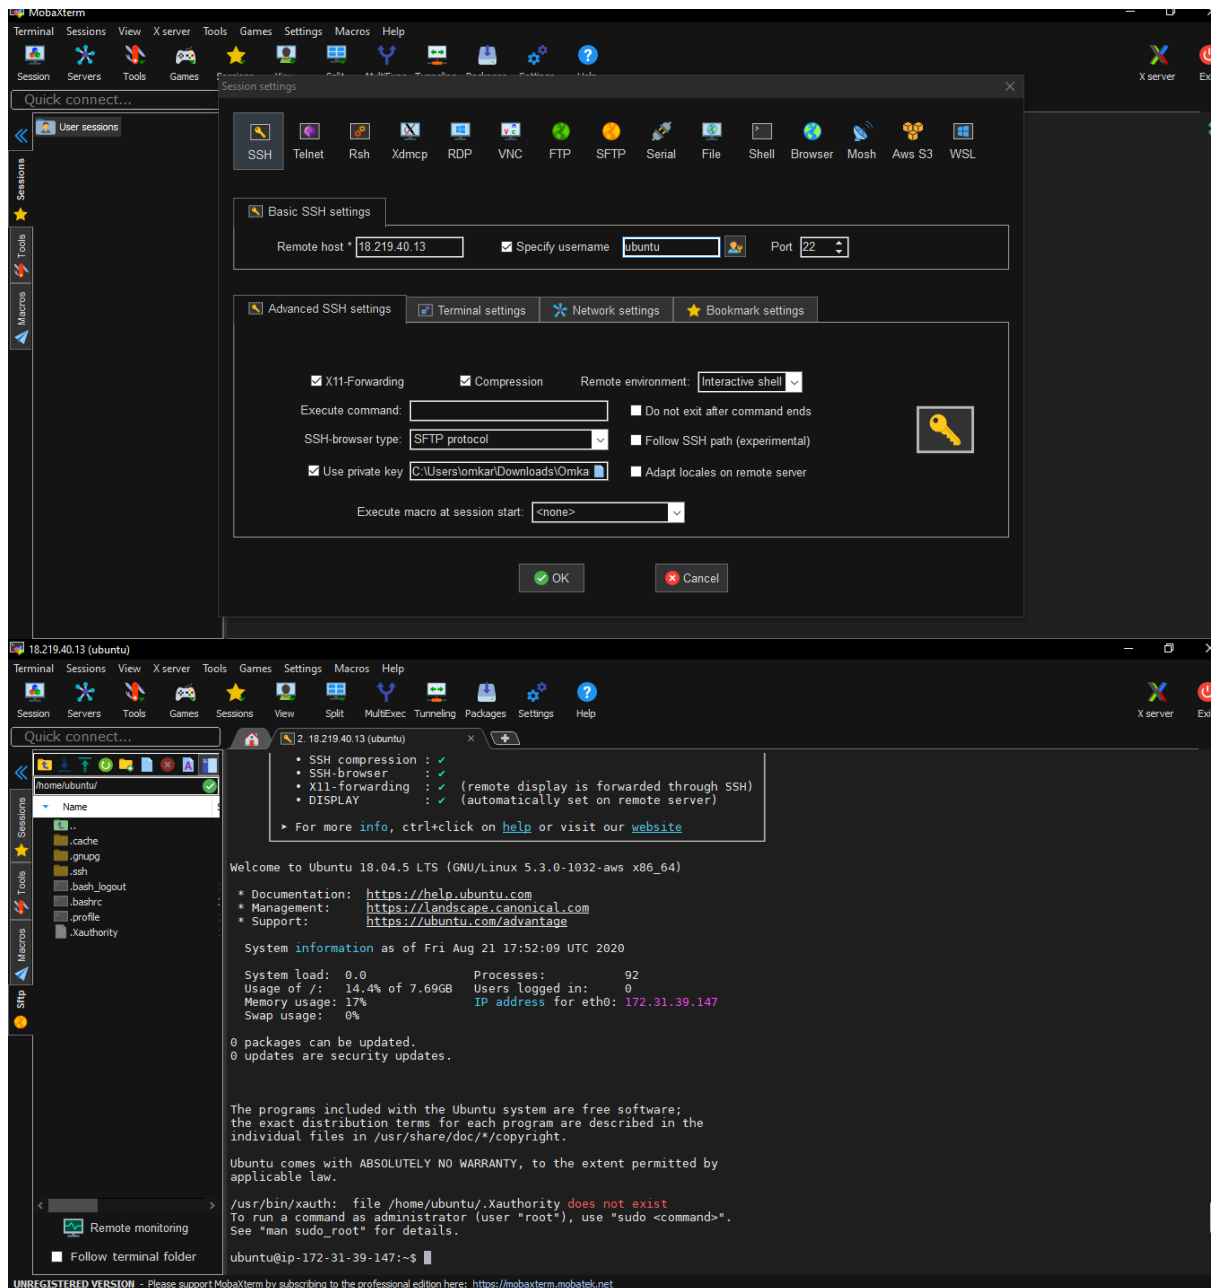 MobaXterm
Terminal Sessions View X server Tools Games Settings Macros Help
Session Servers Tools Games
X server
Quick connect...
Session settings
User sessions
SSH Telnet Rsh Xdmcp RDP VNC FTP SFTP Serial File Shell Browser Mosh Aws S3 WSL
Sessions
Tools
Macros
Basic SSH settings
Remote host * 18.219.40.13 Specify username ubuntu Port 22
Advanced SSH settings Terminal settings Network settings Bookmark settings
X11-Forwarding Compression Remote environment: Interactive shell
Execute command: Do not exit after command ends
SSH-browser type: SFTP protocol Follow SSH path (experimental)
Use private key C:\Users\omkar\Downloads\Omka Adapt locales on remote server
Execute macro at session start: <none>
OK Cancel
18.219.40.13 (ubuntu)
Terminal Sessions View X server Tools Games Settings Macros Help
Session Servers Tools Games Sessions View Split MultiExec Tunneling Packages Settings Help
X server Exi
Quick connect...
2. 18.219.40.13 (ubuntu)
/home/ubuntu/
Name
..
.cache
.gnupg
.ssh
.bash_logout
.bashrc
.profile
.Xauthority
Sessions
Tools
Macros
Sftp
Remote monitoring
Follow terminal folder
• SSH compression : ✔
• SSH-browser : ✔
• X11-forwarding : ✔ (remote display is forwarded through SSH)
• DISPLAY : ✔ (automatically set on remote server)
➤ For more info, ctrl+click on help or visit our website
Welcome to Ubuntu 18.04.5 LTS (GNU/Linux 5.3.0-1032-aws x86_64)
* Documentation: https://help.ubuntu.com
* Management: https://landscape.canonical.com
* Support: https://ubuntu.com/advantage
System information as of Fri Aug 21 17:52:09 UTC 2020
System load: 0.0 Processes: 92
Usage of /: 14.4% of 7.69GB Users logged in: 0
Memory usage: 17% IP address for eth0: 172.31.39.147
Swap usage: 0%
0 packages can be updated.
0 updates are security updates.
The programs included with the Ubuntu system are free software;
the exact distribution terms for each program are described in the
individual files in /usr/share/doc/*/copyright.
Ubuntu comes with ABSOLUTELY NO WARRANTY, to the extent permitted by
applicable law.
/usr/bin/xauth: file /home/ubuntu/.Xauthority does not exist
To run a command as administrator (user "root"), use "sudo <command>".
See "man sudo_root" for details.
ubuntu@ip-172-31-39-147:~$
UNREGISTERED VERSION - Please support MobaXterm by subscribing to the professional edition here: https://mobaxterm.mobatek.net